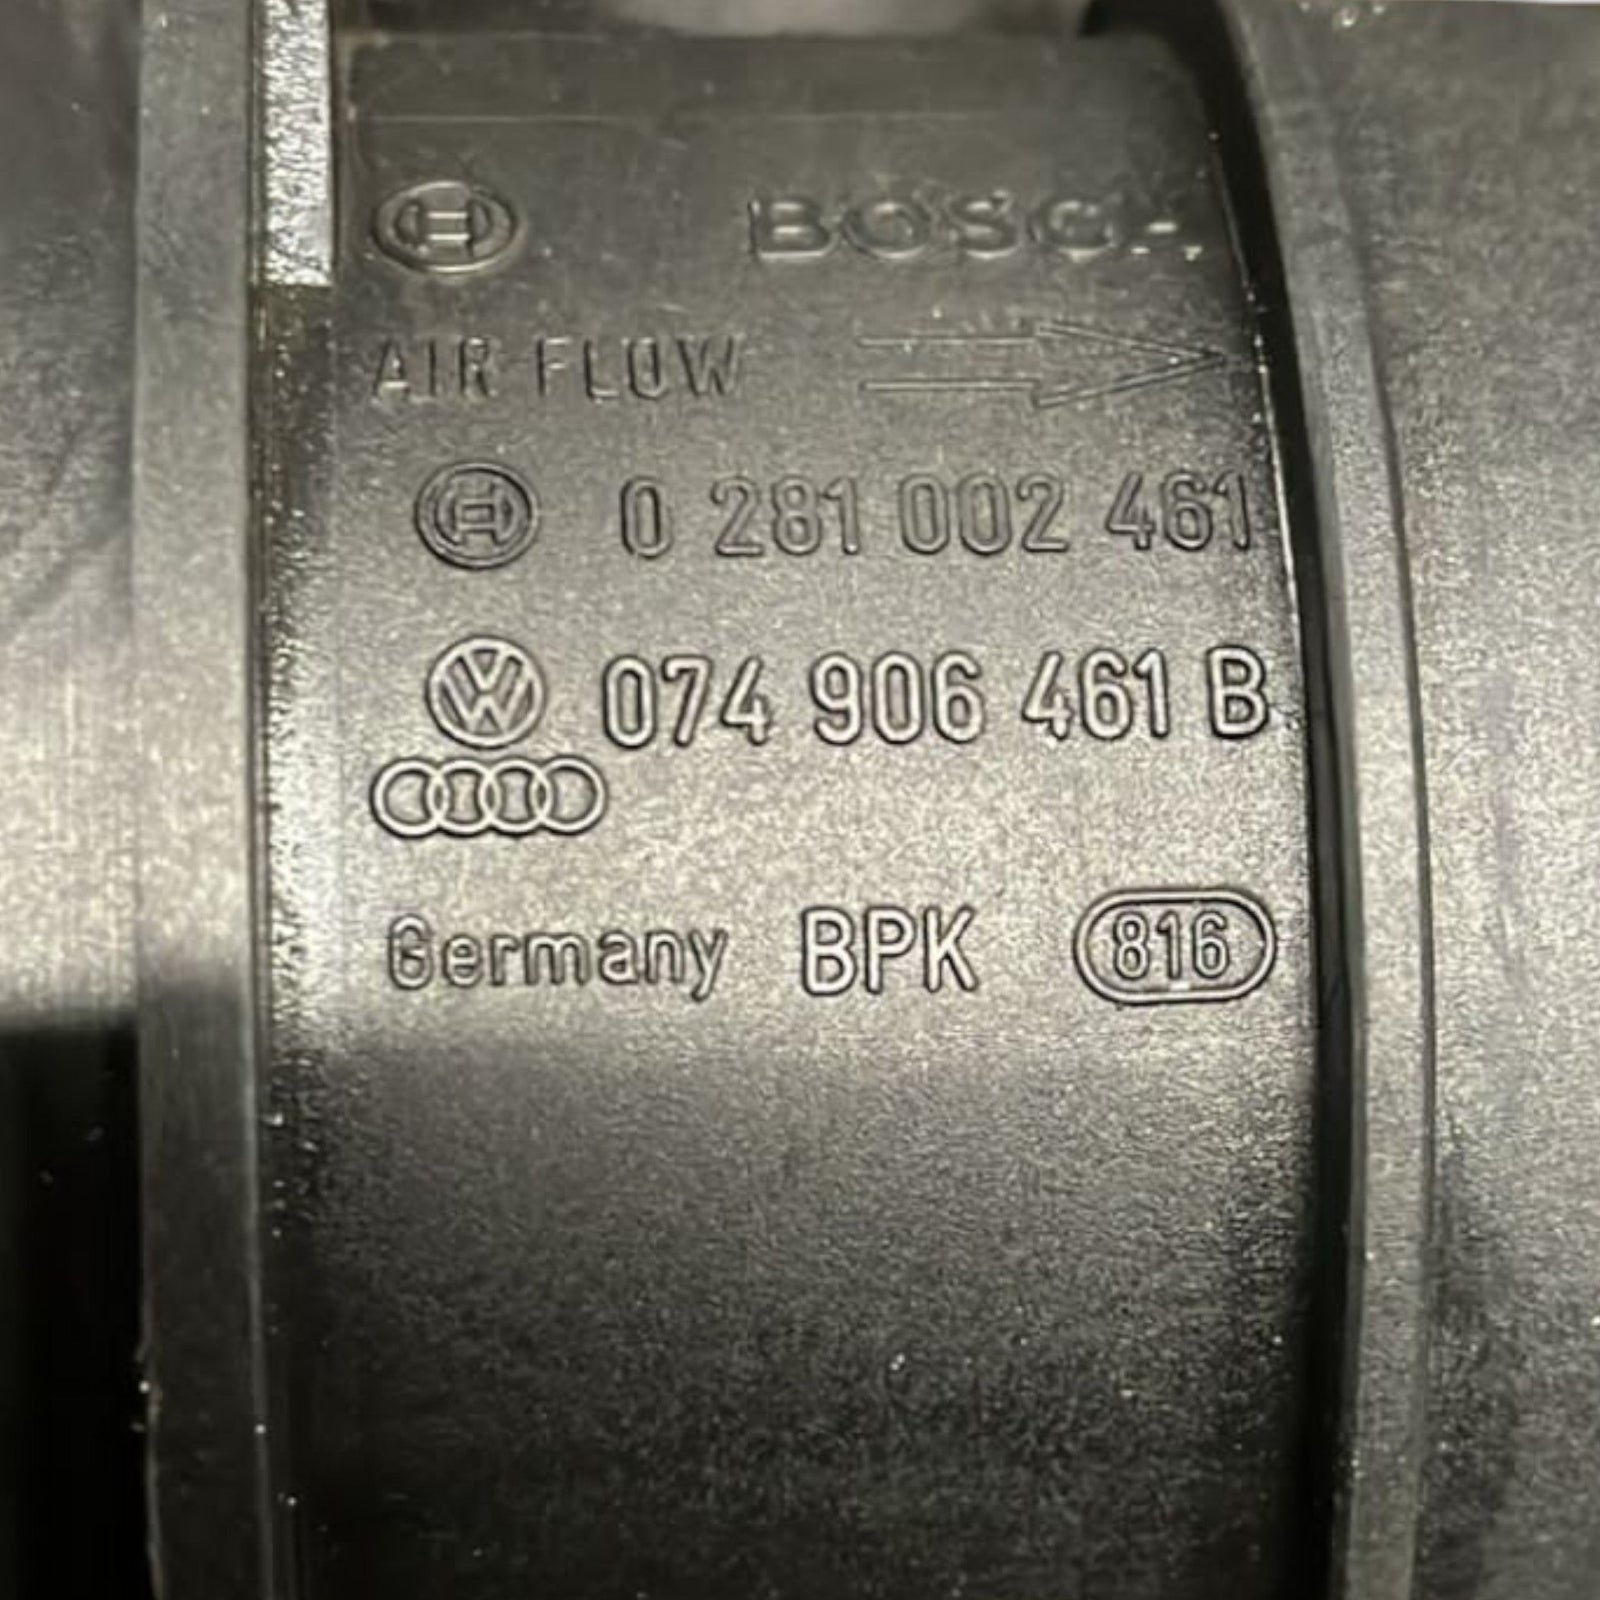 BOSCH
AIR FLOW
0 281 002 461
074 906 461 B
Germany BPK 816